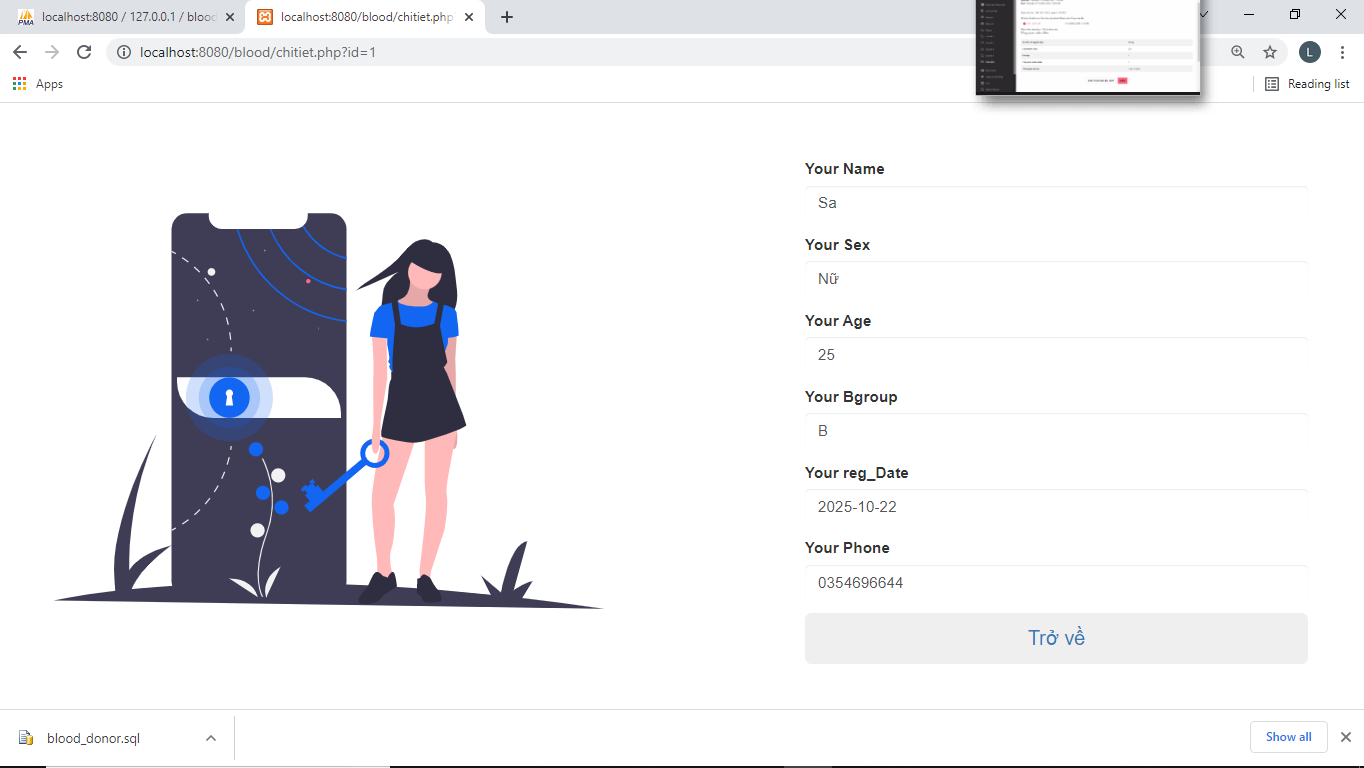 PMA
localhost:8080 / 127.0.0.1 / blood
localhost:8080/blood/chitiet.php
localhost:8080/blood/chitiet.php
L
Apps
Reading list
Your Name
Sa
Your Sex
Nữ
Your Age
25
Your Bgroup
B
Your reg_Date
2025-10-22
Your Phone
0354696644
Trở về
blood_donor.sql
Show all